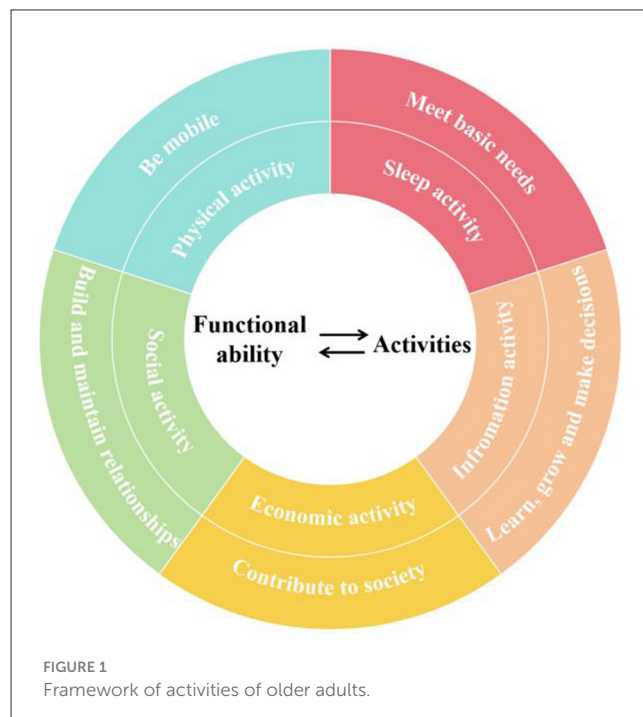 Be mobile
Physical activity
Meet basic needs
Sleep activity
Build and maintain relationships
Social activity
Functional
ability
Activities
Infromation activity
Learn, grow and make decisions
Economic activity
Contribute to society
FIGURE 1
Framework of activities of older adults.